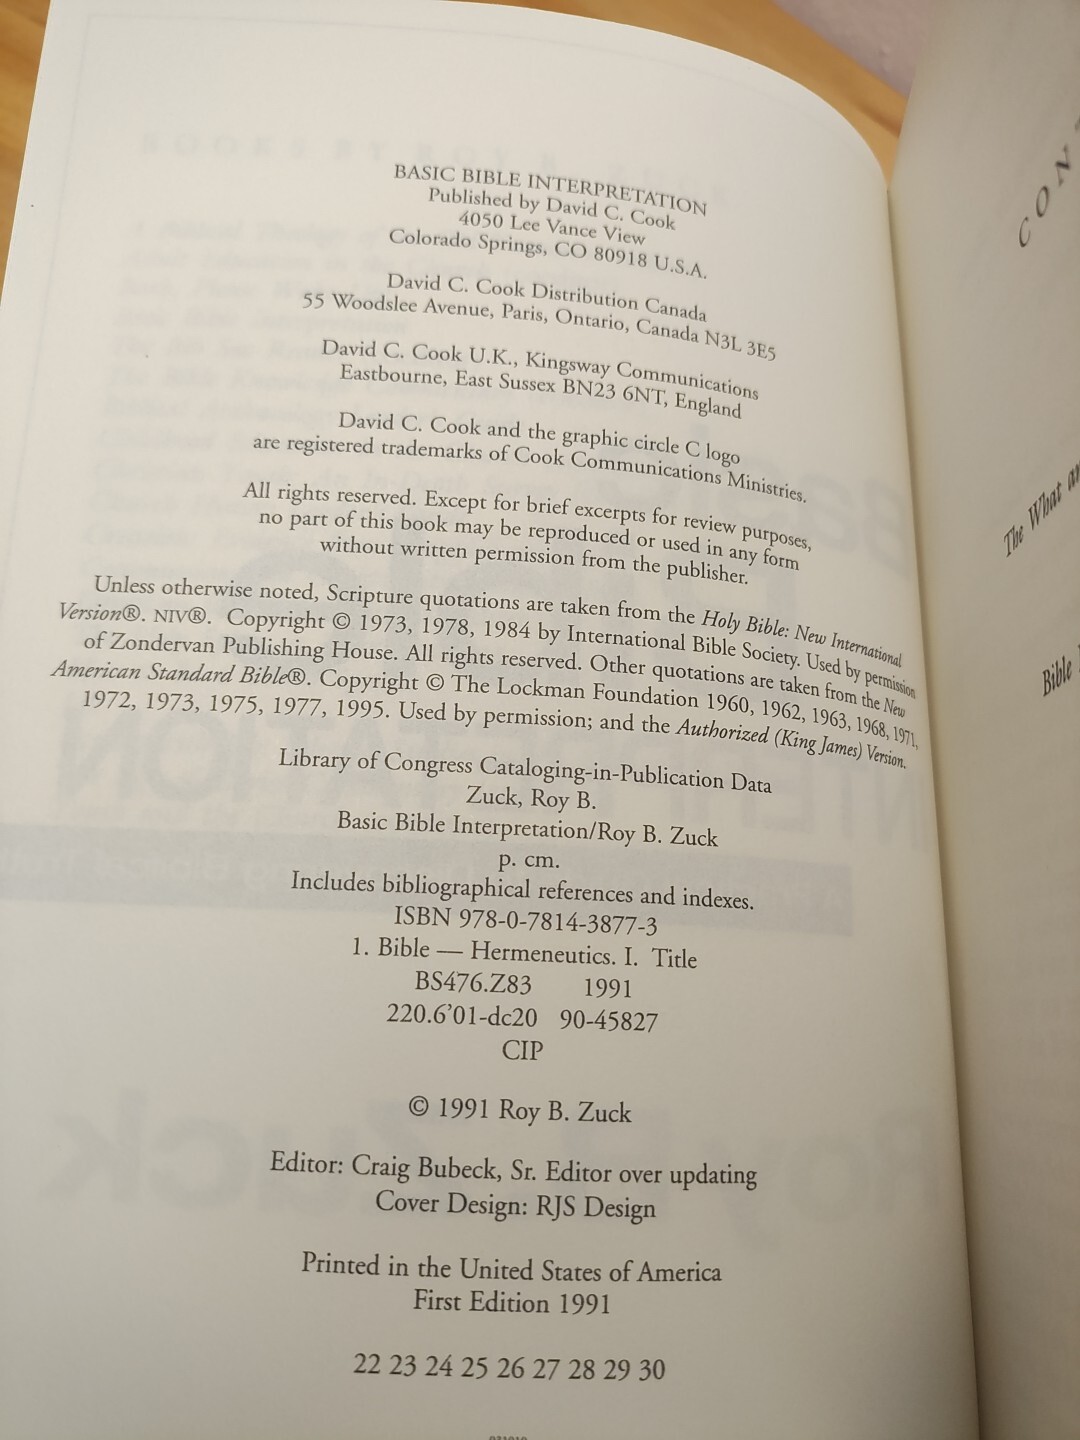 BASIC BIBLE INTERPRETATION
Published by David C. Cook
4050 Lee Vance View
Colorado Springs, CO 80918 U.S.A.
David C. Cook Distribution Canada
55 Woodslee Avenue, Paris, Ontario, Canada N3L 3E5
David C. Cook U.K., Kingsway Communications
Eastbourne, East Sussex BN23 6NT, England
David C. Cook and the graphic circle C logo
are registered trademarks of Cook Communications Ministries.
All rights reserved. Except for brief excerpts for review purposes,
no part of this book may be reproduced or used in any form
without written permission from the publisher.
Unless otherwise noted, Scripture quotations are taken from the Holy Bible: New International
Version®. NIV®. Copyright © 1973, 1978, 1984 by International Bible Society. Used by permission
of Zondervan Publishing House. All rights reserved. Other quotations are taken from the New
American Standard Bible®. Copyright © The Lockman Foundation 1960, 1962, 1963, 1968, 1971,
1972, 1973, 1975, 1977, 1995. Used by permission; and the Authorized (King James) Version.
Library of Congress Cataloging-in-Publication Data
Zuck, Roy B.
Basic Bible Interpretation/Roy B. Zuck
p. cm.
Includes bibliographical references and indexes.
ISBN 978-0-7814-3877-3
1. Bible — Hermeneutics. I. Title
BS476.Z83 1991
220.6'01-dc20 90-45827
CIP
© 1991 Roy B. Zuck
Editor: Craig Bubeck, Sr. Editor over updating
Cover Design: RJS Design
Printed in the United States of America
First Edition 1991
22 23 24 25 26 27 28 29 30
The What
Bible